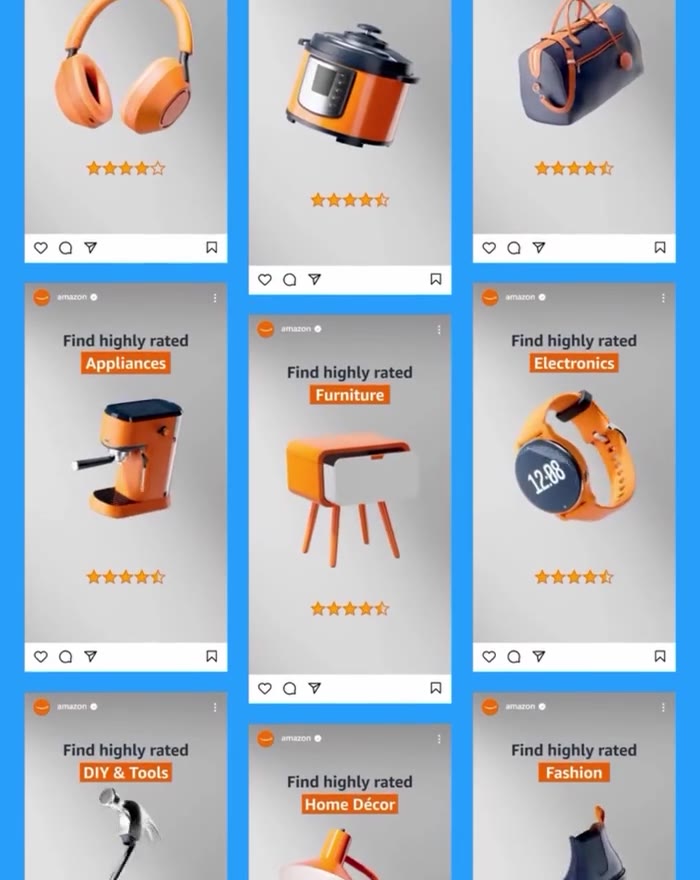 amazon
Find highly rated
Appliances
amazon
Find highly rated
Furniture
amazon
Find highly rated
Electronics
12:08
amazon
Find highly rated
DIY & Tools
amazon
Find highly rated
Home Décor
amazon
Find highly rated
Fashion